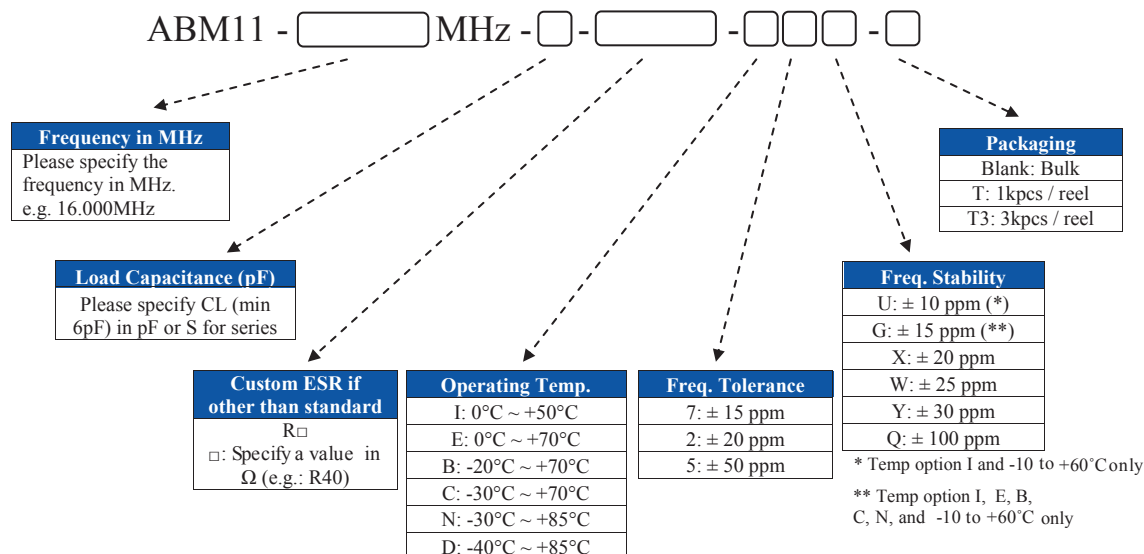 ABM11 - MHz - - - -
Frequency in MHz
Please specify the
frequency in MHz.
e.g. 16.000MHz
Load Capacitance (pF)
Please specify CL (min
6pF) in pF or S for series
Custom ESR if
other than standard
R□
□: Specify a value in
Ω (e.g.: R40)
Operating Temp.
I: 0°C ~ +50°C
E: 0°C ~ +70°C
B: -20°C ~ +70°C
C: -30°C ~ +70°C
N: -30°C ~ +85°C
D: -40°C ~ +85°C
Freq. Tolerance
7: ± 15 ppm
2: ± 20 ppm
5: ± 50 ppm
Freq. Stability
U: ± 10 ppm (*)
G: ± 15 ppm (**)
X: ± 20 ppm
W: ± 25 ppm
Y: ± 30 ppm
Q: ± 100 ppm
* Temp option I and -10 to +60˚C only
** Temp option I, E, B,
C, N, and -10 to +60˚C only
Packaging
Blank: Bulk
T: 1kpcs / reel
T3: 3kpcs / reel